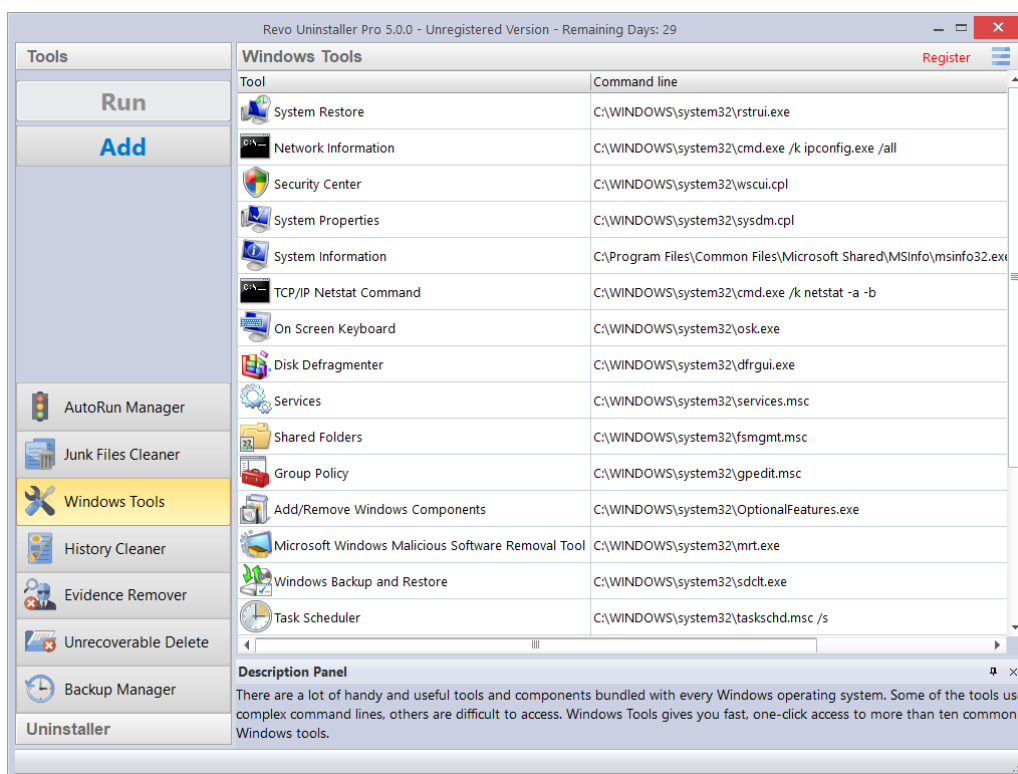 Revo Uninstaller Pro 5.0.0 - Unregistered Version - Remaining Days: 29
Tools
Run
Add
AutoRun Manager
Junk Files Cleaner
Windows Tools
History Cleaner
Evidence Remover
Unrecoverable Delete
Backup Manager
Uninstaller
Windows Tools
Register
Tool Command line
System Restore C:\WINDOWS\system32\rstrui.exe
Network Information C:\WINDOWS\system32\cmd.exe /k ipconfig.exe /all
Security Center C:\WINDOWS\system32\wscui.cpl
System Properties C:\WINDOWS\system32\sysdm.cpl
System Information C:\Program Files\Common Files\Microsoft Shared\MSInfo\msinfo32.exe
TCP/IP Netstat Command C:\WINDOWS\system32\cmd.exe /k netstat -a -b
On Screen Keyboard C:\WINDOWS\system32\osk.exe
Disk Defragmenter C:\WINDOWS\system32\dfrgui.exe
Services C:\WINDOWS\system32\services.msc
Shared Folders C:\WINDOWS\system32\fsmgmt.msc
Group Policy C:\WINDOWS\system32\gpedit.msc
Add/Remove Windows Components C:\WINDOWS\system32\OptionalFeatures.exe
Microsoft Windows Malicious Software Removal Tool C:\WINDOWS\system32\mrt.exe
Windows Backup and Restore C:\WINDOWS\system32\sdclt.exe
Task Scheduler C:\WINDOWS\system32\taskschd.msc /s
Description Panel
There are a lot of handy and useful tools and components bundled with every Windows operating system. Some of the tools us
complex command lines, others are difficult to access. Windows Tools gives you fast, one-click access to more than ten common
Windows tools.